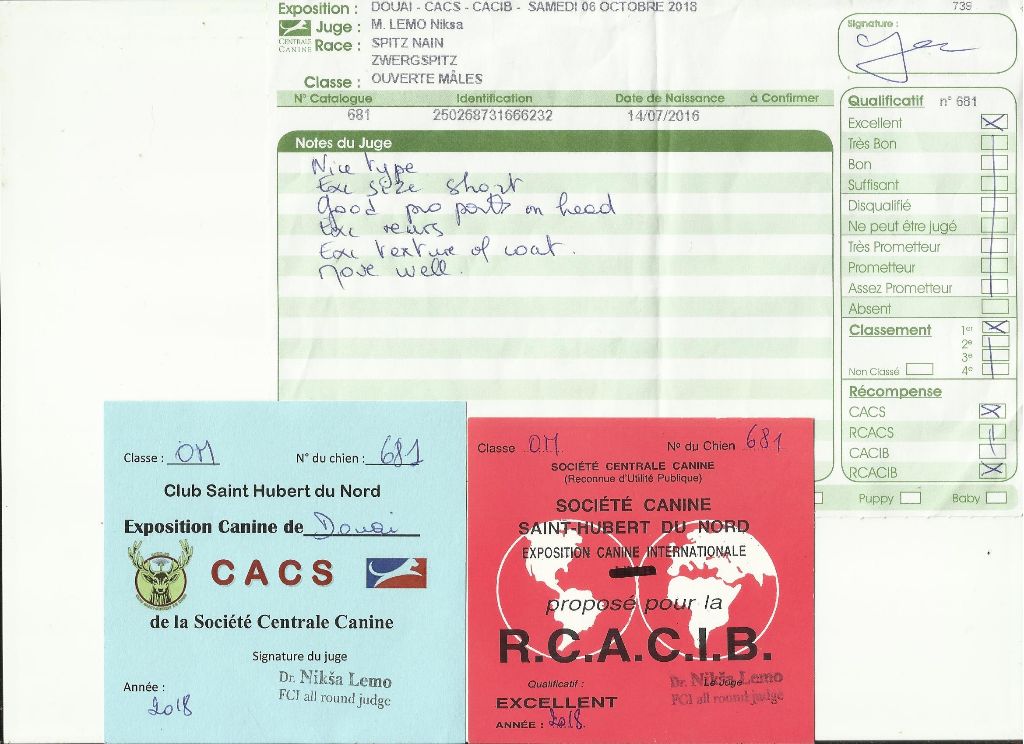 Exposition : DOUAI - CACS - CACIB - SAMEDI 06 OCTOBRE 2018
739
Juge : M. LEMO Niksa
CENTRALE CANINE
Race : SPITZ NAIN
ZWERGSPITZ
Classe : OUVERTE MÂLES
Signature :
N° Catalogue Identification Date de Naissance à Confirmer
681 250268731666232 14/07/2016
Notes du Juge
Nice type
Exc size short
Good pro ports on head
Exc
Exc texture of coat.
move well.
Qualificatif n° 681
Excellent
Très Bon
Bon
Suffisant
Disqualifié
Ne peut être jugé
Très Prometteur
Prometteur
Assez Prometteur
Absent
Classement 1er
2e
3e
Non Classé 4e
Récompense
CACS
RCACS
CACIB
RCACIB
Puppy Baby
Classe : OM N° du chien : 681
Club Saint Hubert du Nord
Exposition Canine de Douai
CACS
de la Société Centrale Canine
Signature du juge
Dr. Nikša Lemo
FCI all round judge
Année :
2018
Classe OM No du Chien 681
SOCIÉTÉ CENTRALE CANINE
(Reconnue d'Utilité Publique)
SOCIÉTÉ CANINE
SAINT-HUBERT DU NORD
EXPOSITION CANINE INTERNATIONALE
proposé pour la
R.C.A.C.I.B.
Qualificatif :
Le Juge
Dr. Nikša Lemo
FCI all round judge
EXCELLENT
ANNÉE : 2018